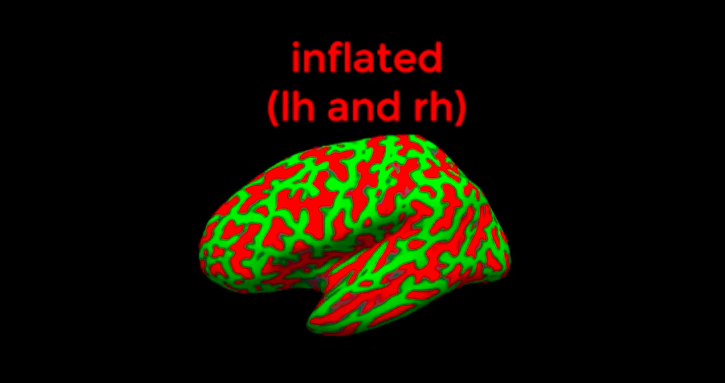 inflated
(lh and rh)